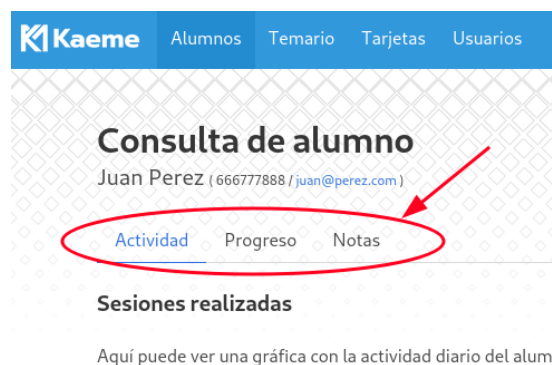 Kaeme Alumnos Temario Tarjetas Usuarios
Consulta de alumno
Juan Perez ( 666777888 / juan@perez.com )
Actividad Progreso Notas
Sesiones realizadas
Aquí puede ver una gráfica con la actividad diario del alum